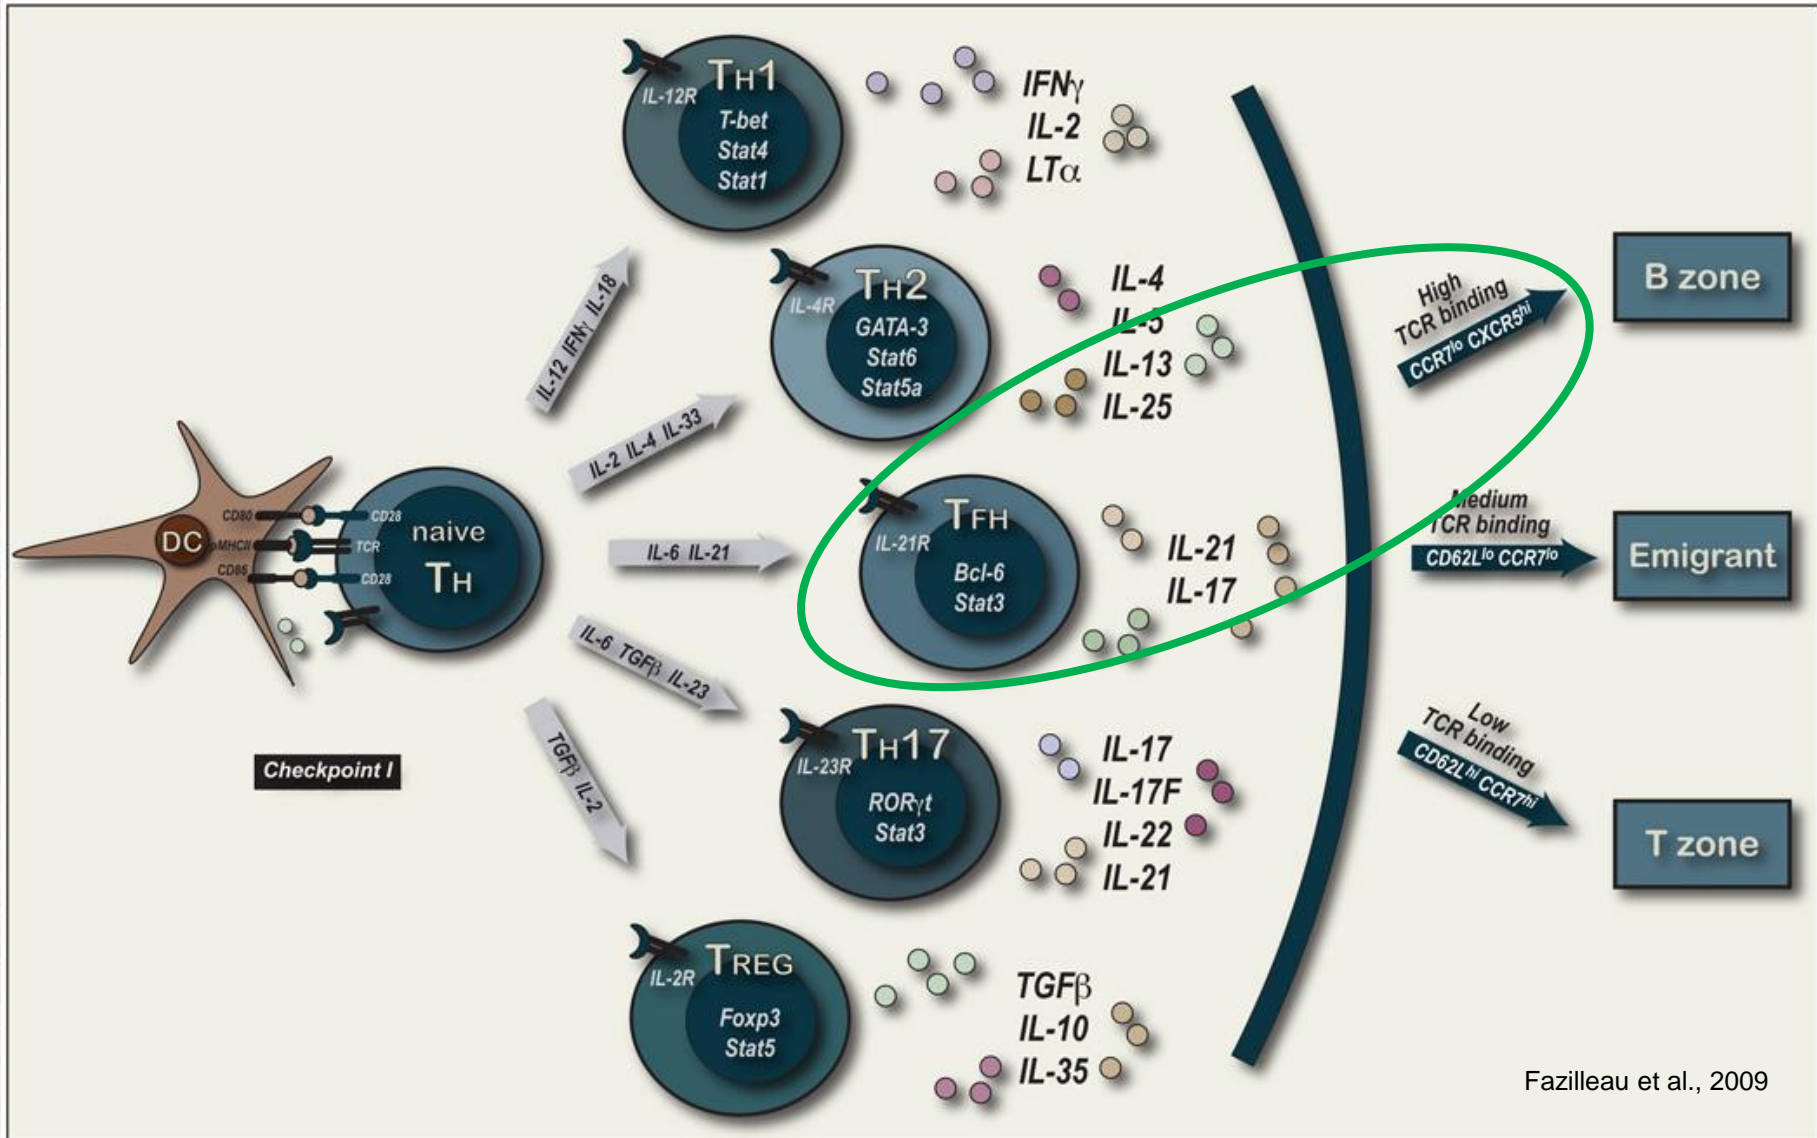 TH1
IL-12R
T-bet
Stat4
Stat1
IFNγ
IL-2
LTα
IL-12 IFNγ IL-18
TH2
IL-4R
GATA-3
Stat6
Stat5a
IL-4
IL-5
IL-13
IL-25
IL-2 IL-4 IL-33
High
TCR binding
CCR7lo CXCR5hi
B zone
DC
CD80
pMHCII
CD86
CD28
TCR
CD28
naive
TH
IL-6 IL-21
TFH
IL-21R
Bcl-6
Stat3
IL-21
IL-17
Medium
TCR binding
CD62Llo CCR7lo
Emigrant
Checkpoint I
IL-6 TGFβ IL-23
TH17
IL-23R
RORγt
Stat3
IL-17
IL-17F
IL-22
IL-21
Low
TCR binding
CD62Lhi CCR7hi
T zone
TGFβ IL-2
TREG
IL-2R
Foxp3
Stat5
TGFβ
IL-10
IL-35
Fazilleau et al., 2009